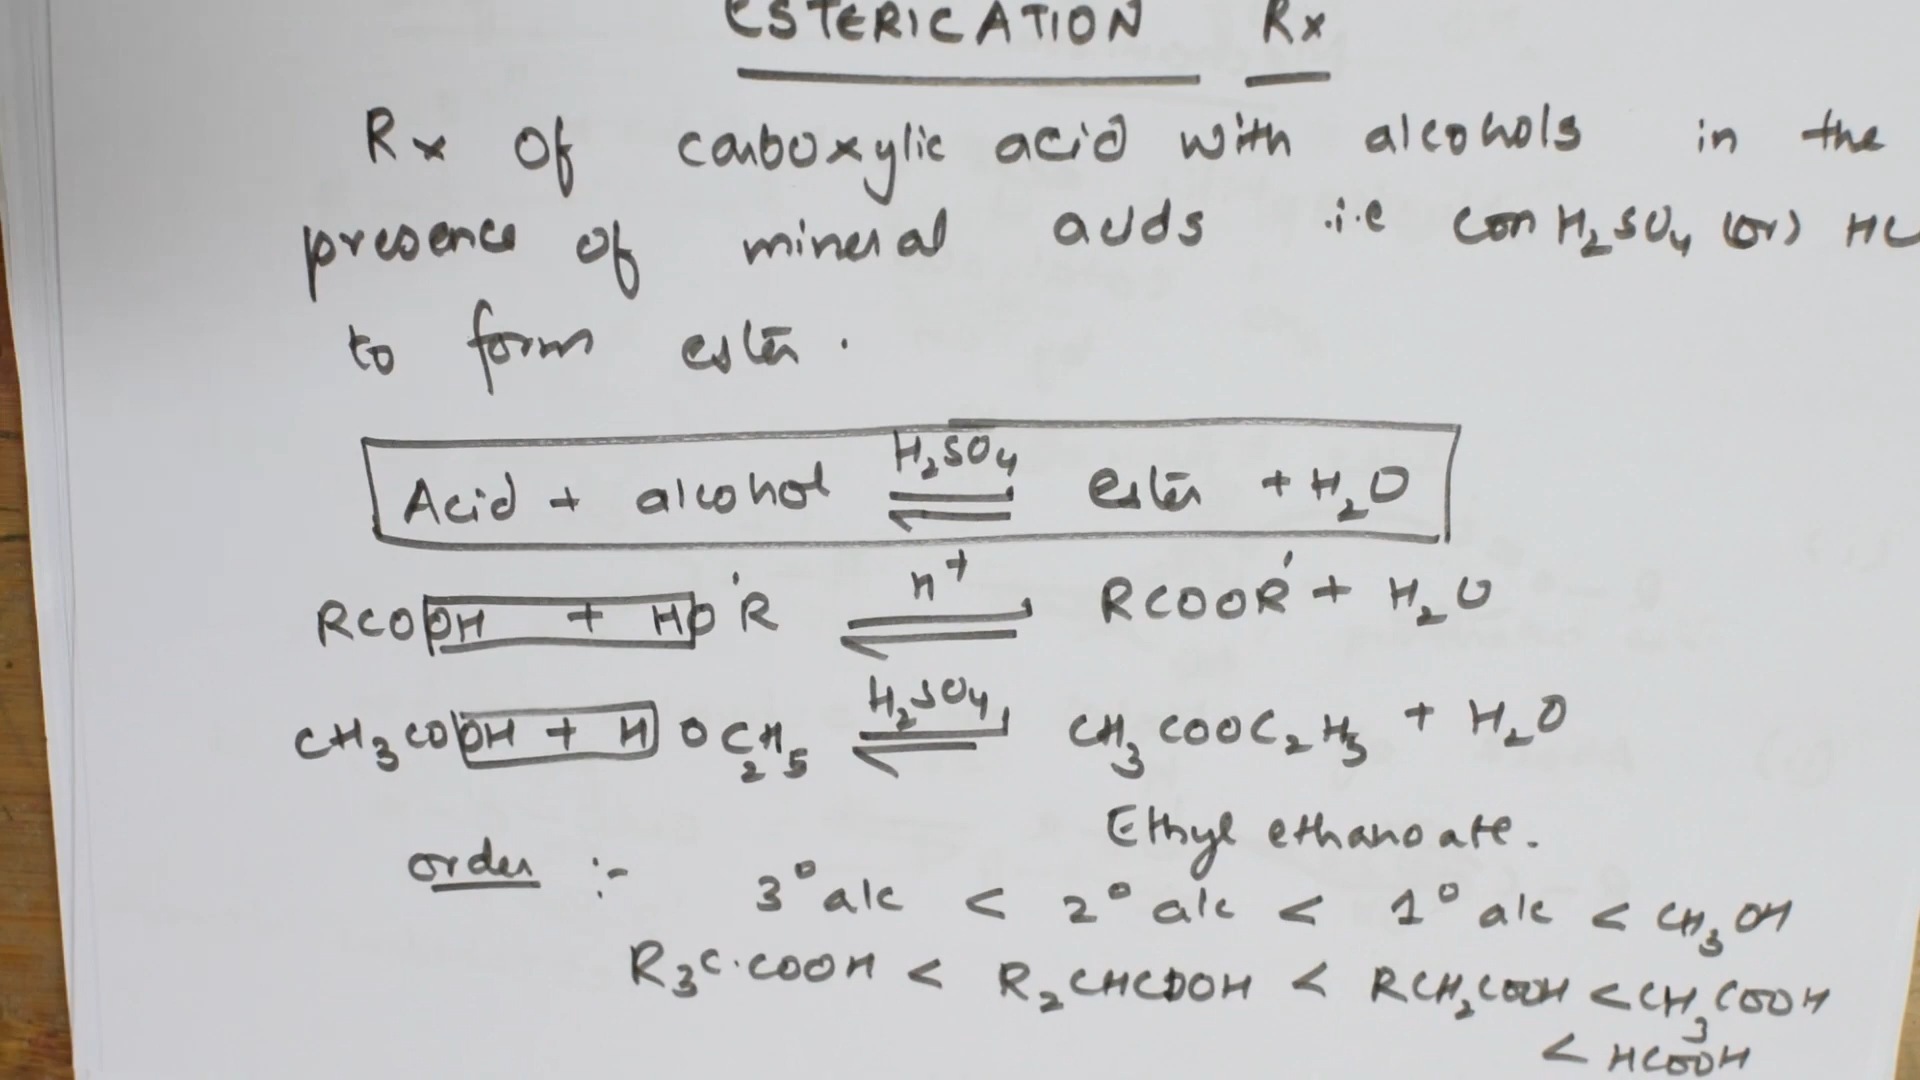 ESTERICATION Rx
Rx of carboxylic acid with alcohols in the
presence of mineral acids i.e con H₂SO₄ (or) HC
to form ester.
Acid + alcohol ⇌ H₂SO₄ ester + H₂O
RCOOH + HOR' ⇌ H⁺ RCOOR' + H₂O
CH₃COOH + HOC₂H₅ ⇌ H₂SO₄ CH₃COOC₂H₅ + H₂O
Ethyl ethanoate.
order :-
3° alc < 2° alc < 1° alc < CH₃OH
R₃C.COOH < R₂CHCOOH < RCH₂COOH < CH₃COOH
< HCOOH